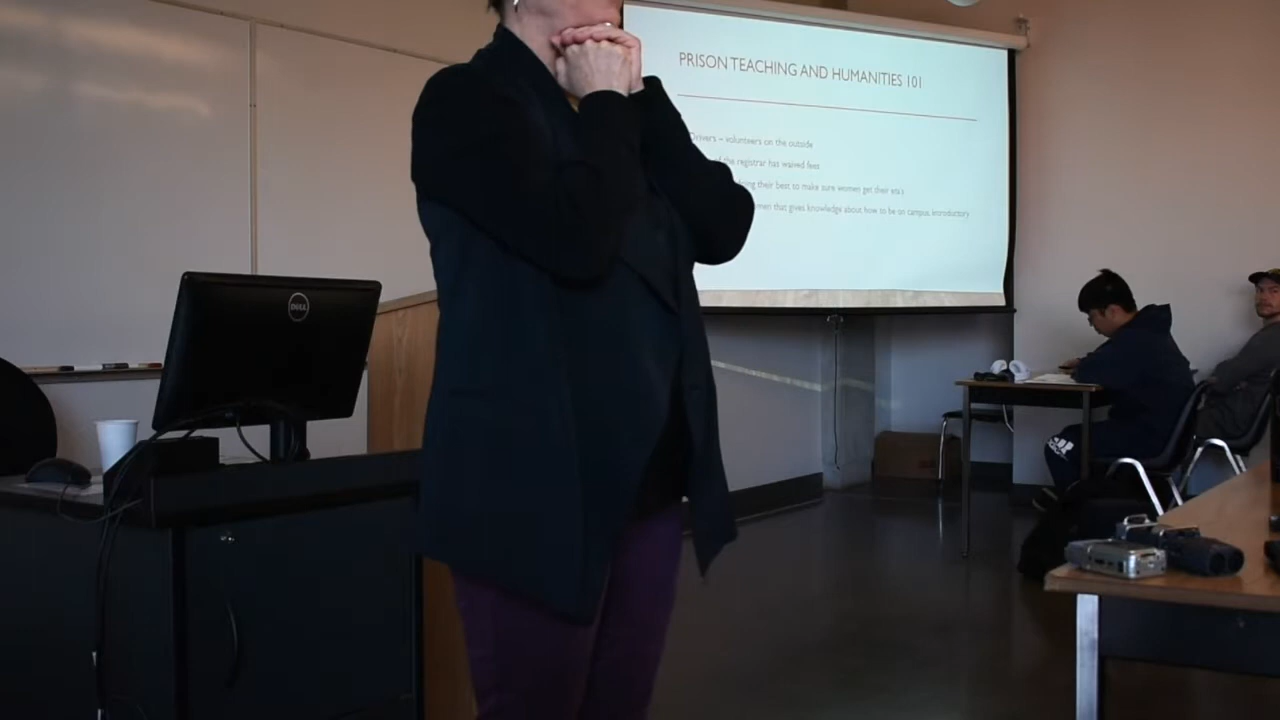 PRISON TEACHING AND HUMANITIES 101
Drivers – volunteers on the outside
of the registrar has waived fees
their best to make sure women get their
men that gives knowledge about how to be on campus, introductory
DELL